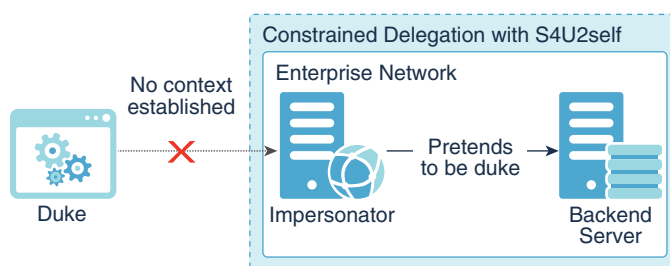 Constrained Delegation with S4U2self
No context
established
Enterprise Network
Pretends
to be duke
Duke
Impersonator
Backend
Server